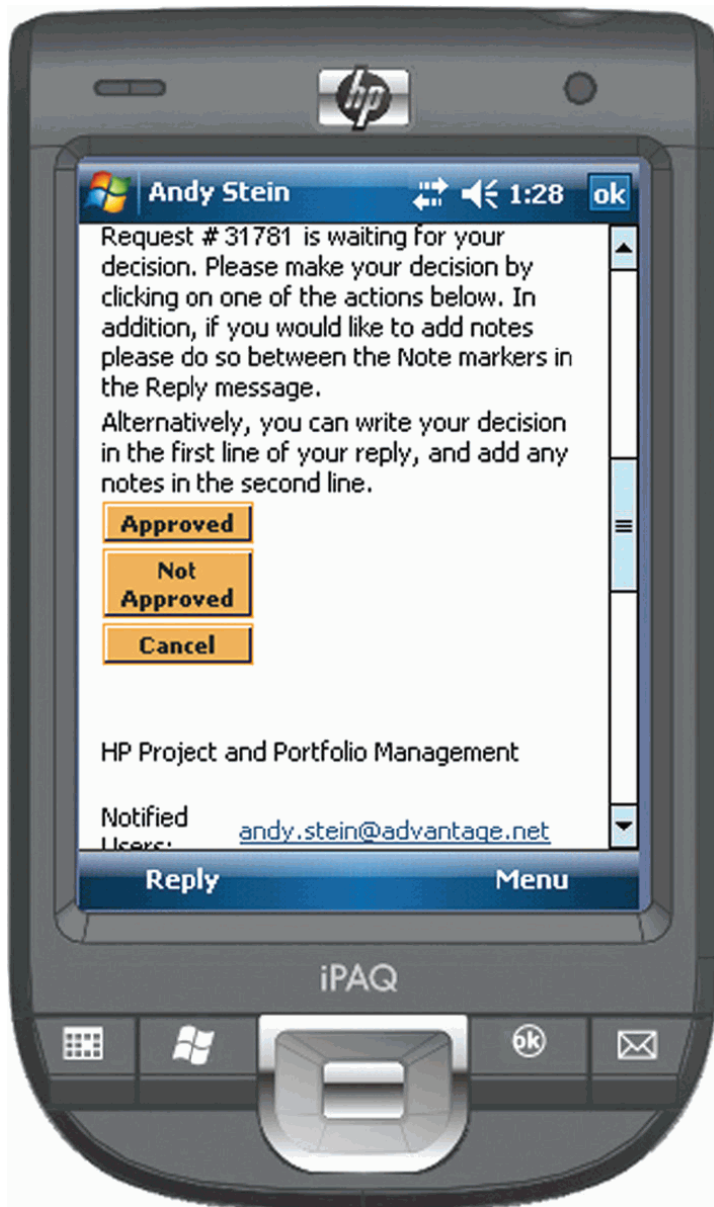 hp
Andy Stein 1:28 ok
Request # 31781 is waiting for your
decision. Please make your decision by
clicking on one of the actions below. In
addition, if you would like to add notes
please do so between the Note markers in
the Reply message.
Alternatively, you can write your decision
in the first line of your reply, and add any
notes in the second line.
Approved
Not
Approved
Cancel
HP Project and Portfolio Management
Notified
Users: andy.stein@advantage.net
Reply Menu
iPAQ
ok